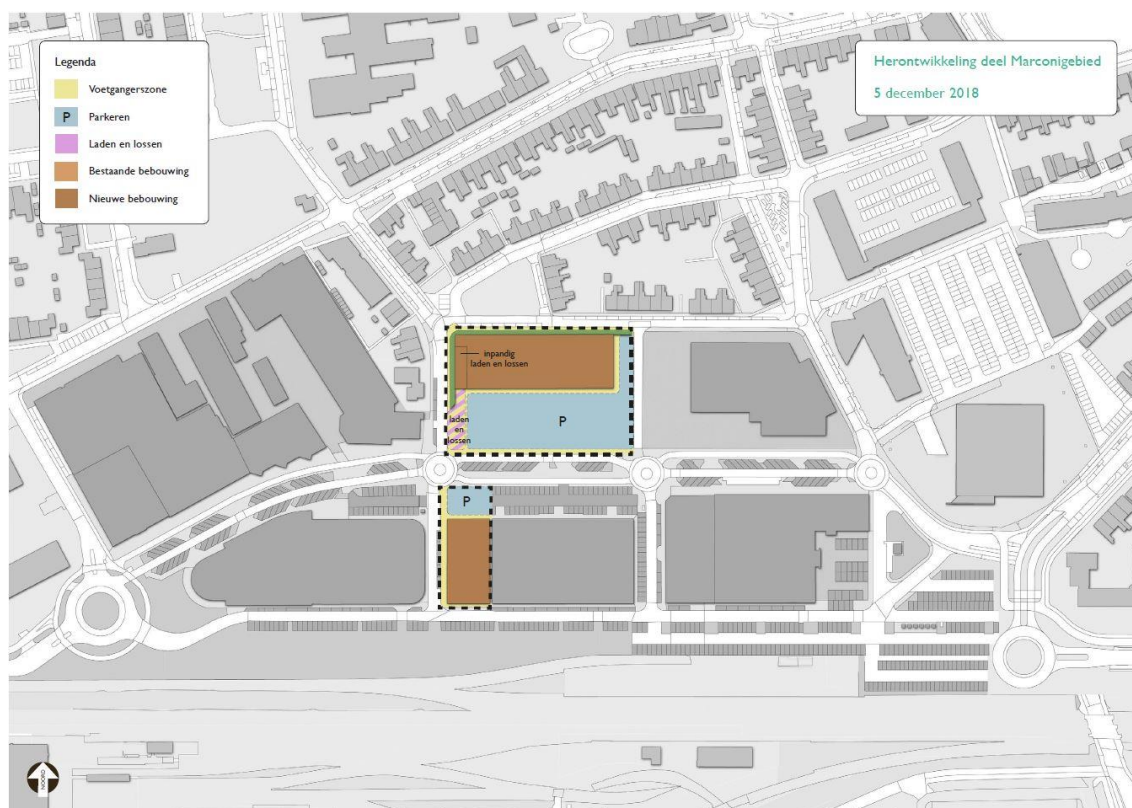 Legenda
Voetgangerszone
P Parkeren
Laden en lossen
Bestaande bebouwing
Nieuwe bebouwing
Herontwikkeling deel Marconigebied
5 december 2018
inpandig
laden en lossen
laden
en
lossen
P
P
NOORD